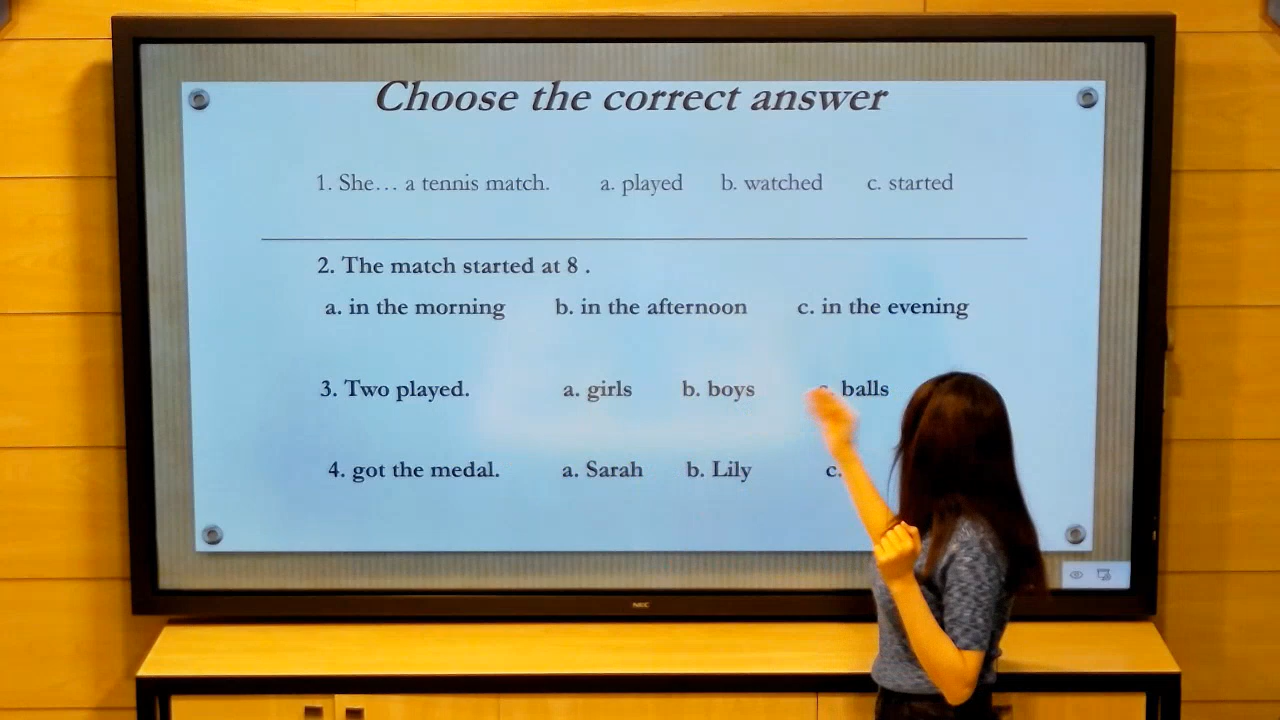 Choose the correct answer
1. She… a tennis match. a. played b. watched c. started
2. The match started at 8 .
a. in the morning b. in the afternoon c. in the evening
3. Two played. a. girls b. boys c. balls
4. got the medal. a. Sarah b. Lily c.
NEC